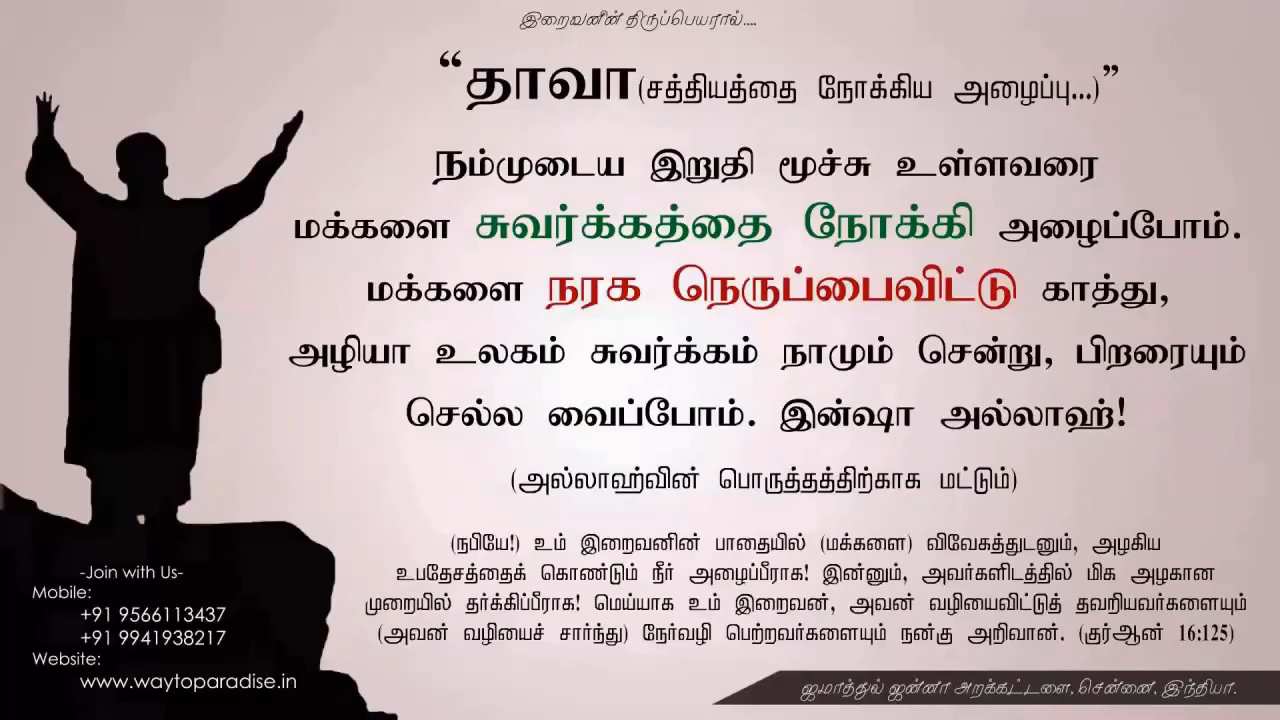 இறைவனின் திருப்பெயரால்....
“தாவா(சத்தியத்தை நோக்கிய அழைப்பு...)”
நம்முடைய இறுதி மூச்சு உள்ளவரை
மக்களை சுவர்க்கத்தை நோக்கி அழைப்போம்.
மக்களை நரக நெருப்பைவிட்டு காத்து,
அழியா உலகம் சுவர்க்கம் நாமும் சென்று, பிறரையும்
செல்ல வைப்போம். இன்ஷா அல்லாஹ்!
(அல்லாஹ்வின் பொருத்தத்திற்காக மட்டும்)
(நபியே!) உம் இறைவனின் பாதையில் (மக்களை) விவேகத்துடனும், அழகிய
உபதேசத்தைக் கொண்டும் நீர் அழைப்பீராக! இன்னும், அவர்களிடத்தில் மிக அழகான
முறையில் தர்க்கிப்பீராக! மெய்யாக உம் இறைவன், அவன் வழியைவிட்டுத் தவறியவர்களையும்
(அவன் வழியைச் சார்ந்து) நேர்வழி பெற்றவர்களையும் நன்கு அறிவான். (குர்ஆன் 16:125)
-Join with Us-
Mobile:
+91 9566113437
+91 9941938217
Website:
www.waytoparadise.in
ஜமாத்துல் ஜன்னா அறக்கட்டளை, சென்னை, இந்தியா.